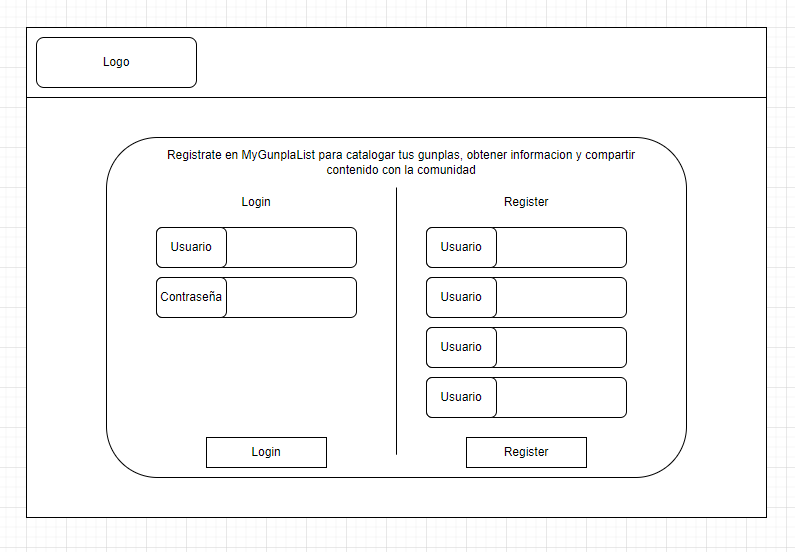 Logo
Registrate en MyGunplaList para catalogar tus gunplas, obtener informacion y compartir
contenido con la comunidad
Login
Register
Usuario
Contraseña
Usuario
Usuario
Usuario
Usuario
Login
Register